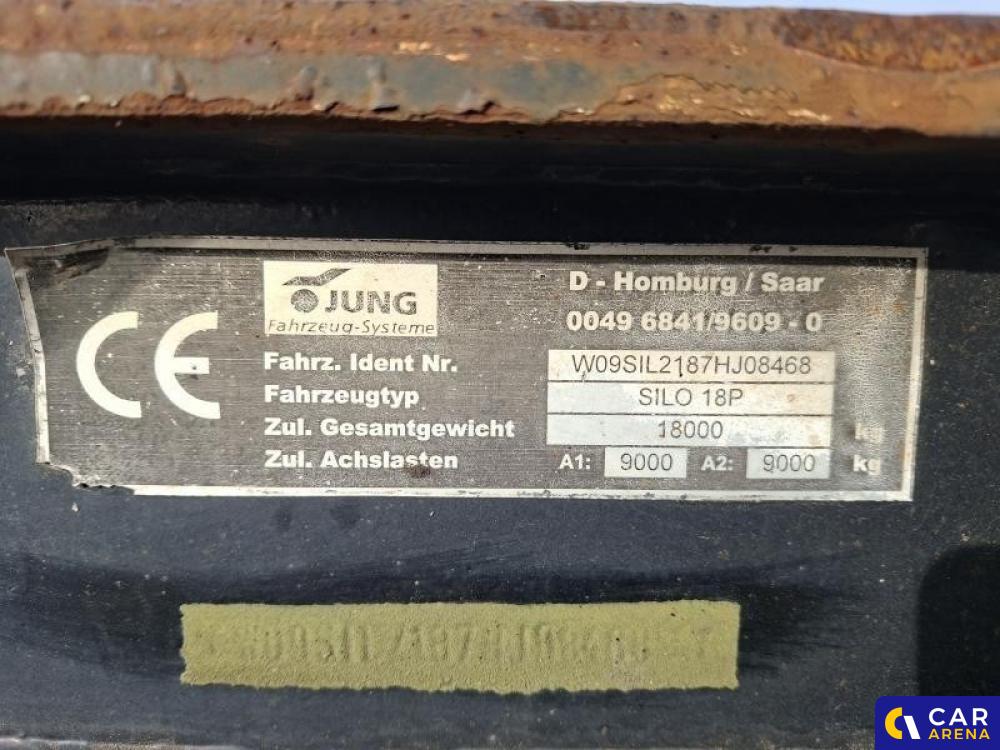 CE
JUNG
Fahrzeug-Systeme
D - Homburg / Saar
0049 6841/9609 - 0
Fahrz. Ident Nr. W09SIL2187HJ08468
Fahrzeugtyp SILO 18P
Zul. Gesamtgewicht 18000 kg
Zul. Achslasten A1: 9000 A2: 9000 kg
CAR
ARENA